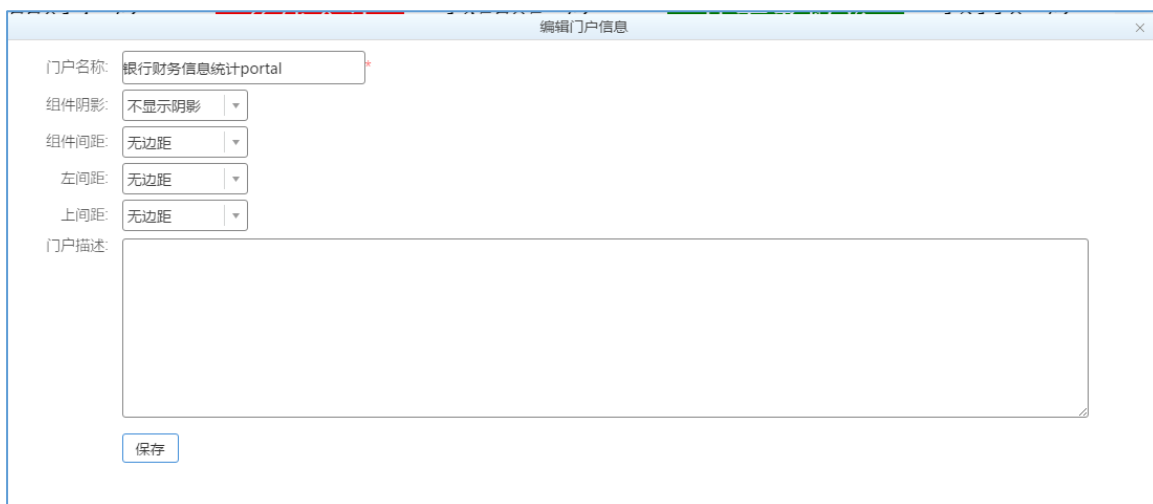 编辑门户信息
门户名称: 银行财务信息统计portal *
组件阴影: 不显示阴影
组件间距: 无边距
左间距: 无边距
上间距: 无边距
门户描述:
保存